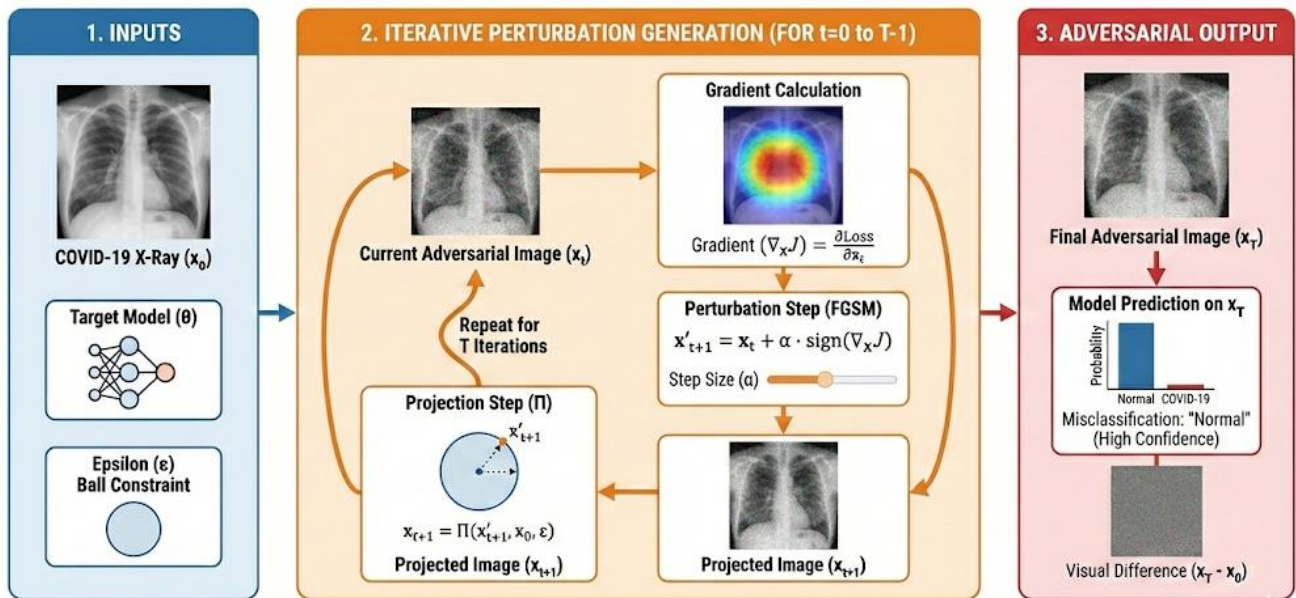 1. INPUTS
COVID-19 X-Ray (x₀)
Target Model (θ)
Epsilon (ε)
Ball Constraint
2. ITERATIVE PERTURBATION GENERATION (FOR t=0 to T-1)
Current Adversarial Image (xₜ)
Repeat for
T Iterations
Gradient Calculation
Gradient (∇ₓJ) = ∂Loss/∂xₜ
Perturbation Step (FGSM)
x′ₜ₊₁ = xₜ + α · sign(∇ₓJ)
Step Size (α)
Projected Image (xₜ₊₁)
Projection Step (Π)
x′ₜ₊₁
xₜ₊₁ = Π(x′ₜ₊₁, x₀, ε)
Projected Image (xₜ₊₁)
3. ADVERSARIAL OUTPUT
Final Adversarial Image (x_T)
Model Prediction on x_T
Probability
Normal COVID-19
Misclassification: "Normal"
(High Confidence)
Visual Difference (x_T - x₀)